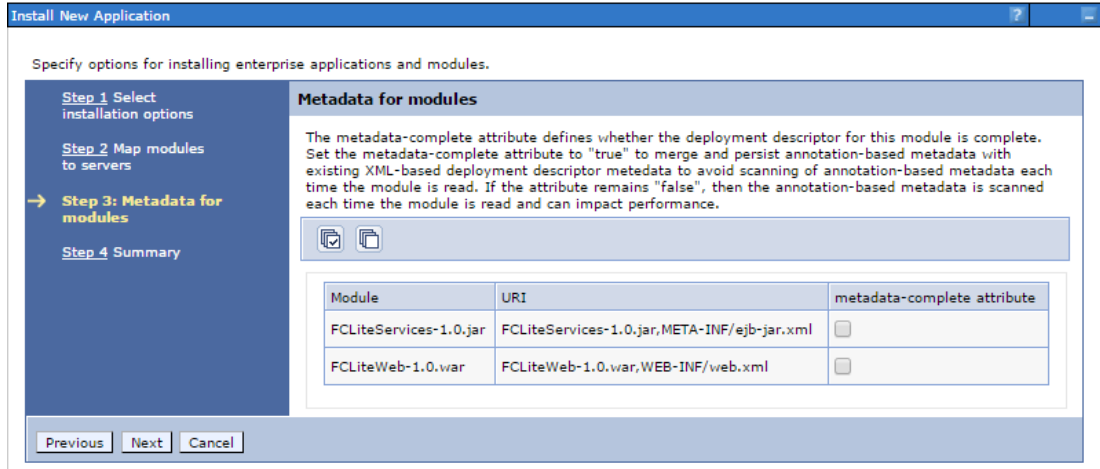 Install New Application
?
Specify options for installing enterprise applications and modules.
Step 1 Select
installation options
Step 2 Map modules
to servers
Step 3: Metadata for
modules
Step 4 Summary
Metadata for modules
The metadata-complete attribute defines whether the deployment descriptor for this module is complete.
Set the metadata-complete attribute to "true" to merge and persist annotation-based metadata with
existing XML-based deployment descriptor metedata to avoid scanning of annotation-based metadata each
time the module is read. If the attribute remains "false", then the annotation-based metadata is scanned
each time the module is read and can impact performance.
Module URI metadata-complete attribute
FCLiteServices-1.0.jar FCLiteServices-1.0.jar,META-INF/ejb-jar.xml
FCLiteWeb-1.0.war FCLiteWeb-1.0.war,WEB-INF/web.xml
Previous Next Cancel